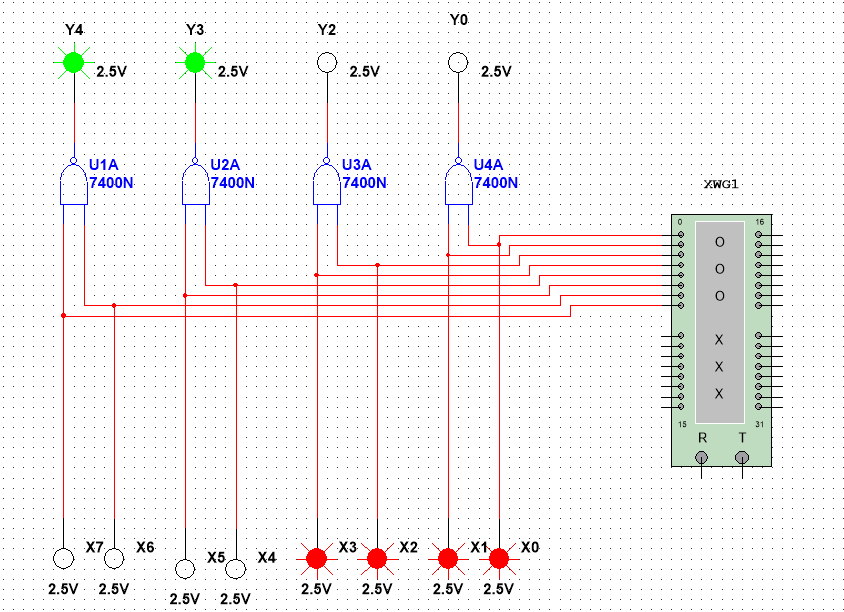 Y4
Y3
Y2
Y0
2.5V
2.5V
2.5V
2.5V
U1A
7400N
U2A
7400N
U3A
7400N
U4A
7400N
XWG1
0
16
O
O
O
X
X
X
15
31
R
T
X7
X6
X5
X4
X3
X2
X1
X0
2.5V
2.5V
2.5V
2.5V
2.5V
2.5V
2.5V
2.5V